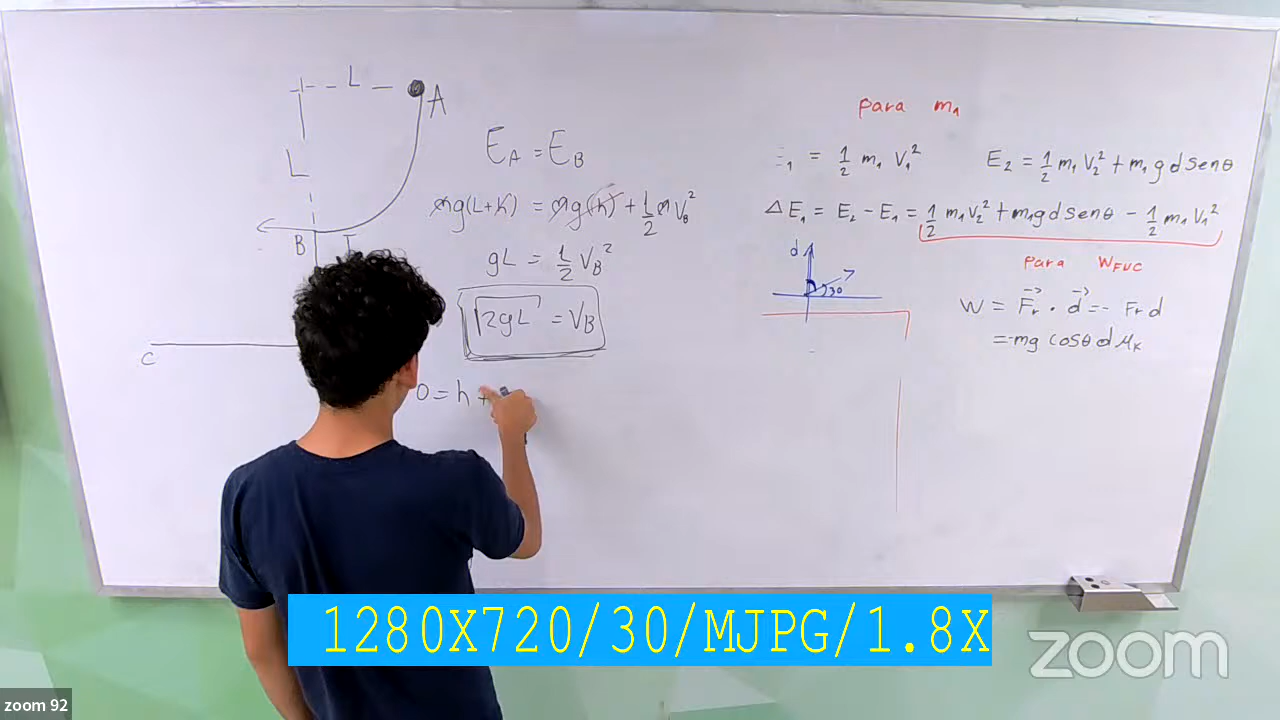 L
A
L
B
C
E_A = E_B
mg(L+h) = mg(h) + 1/2 m V_B^2
gL = 1/2 V_B^2
√2gL = V_B
0 = h +
para m_1
E_1 = 1/2 m_1 V_1^2
E_2 = 1/2 m_1 V_2^2 + m_1 g d senθ
ΔE_1 = E_2 - E_1 = 1/2 m_1 V_2^2 + m_1 g d senθ - 1/2 m_1 V_1^2
d
30
para W_FNC
W = F_r · d = - F_r d
= -mg cosθ d μ_k
1280X720/30/MJPG/1.8X
zoom
zoom 92